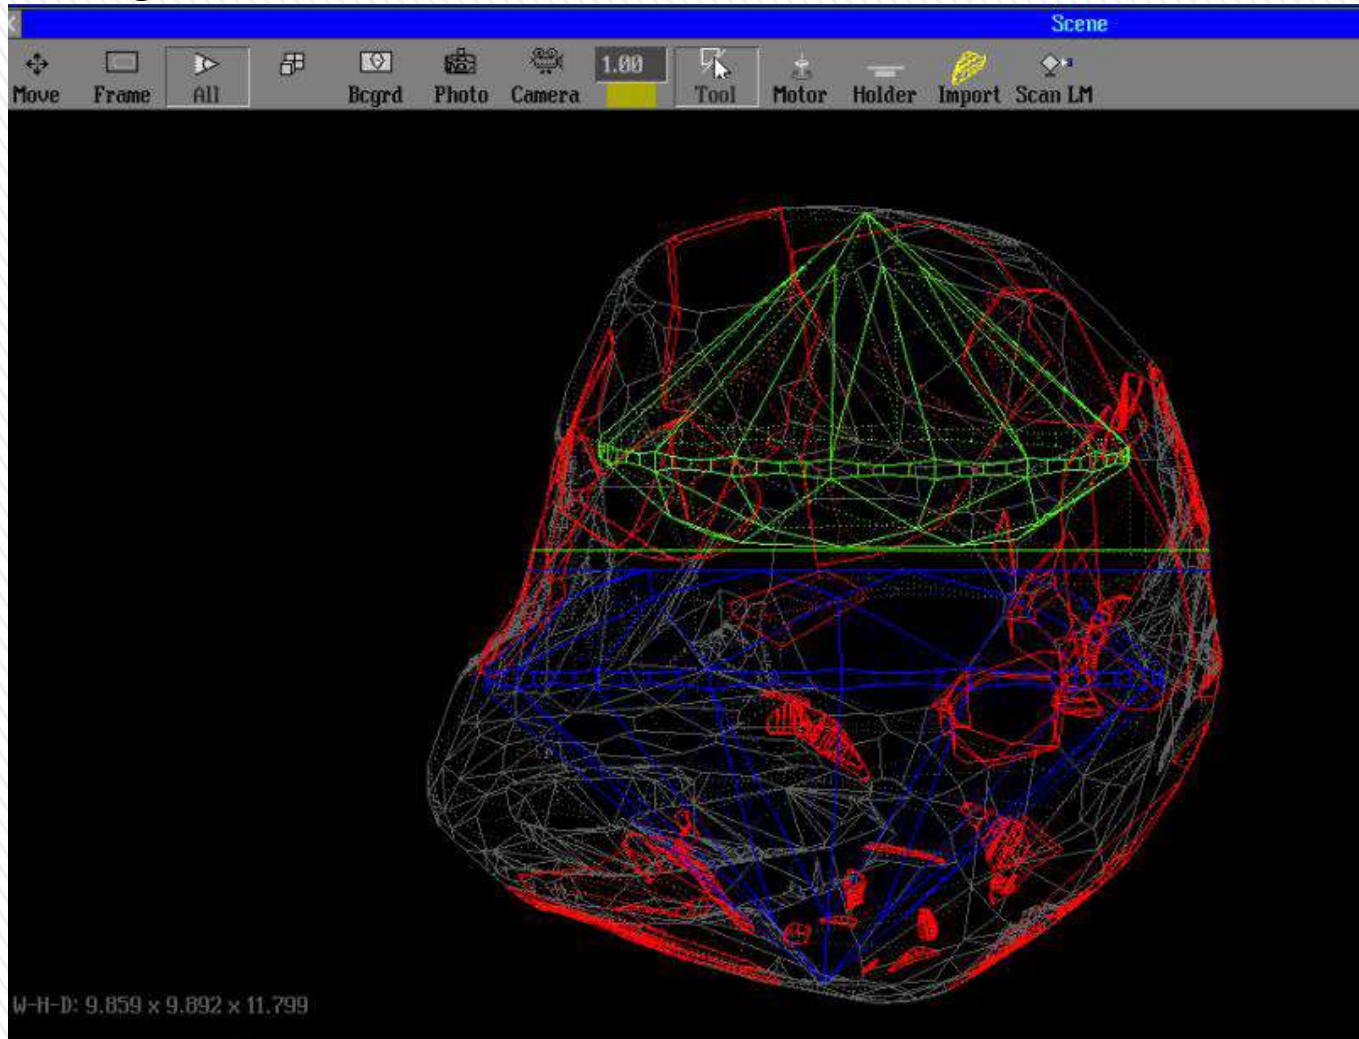 Scene
1.00
Move Frame All Bcgrd Photo Camera Tool Motor Holder Import Scan LM
W-H-D: 9.859 x 9.892 x 11.799